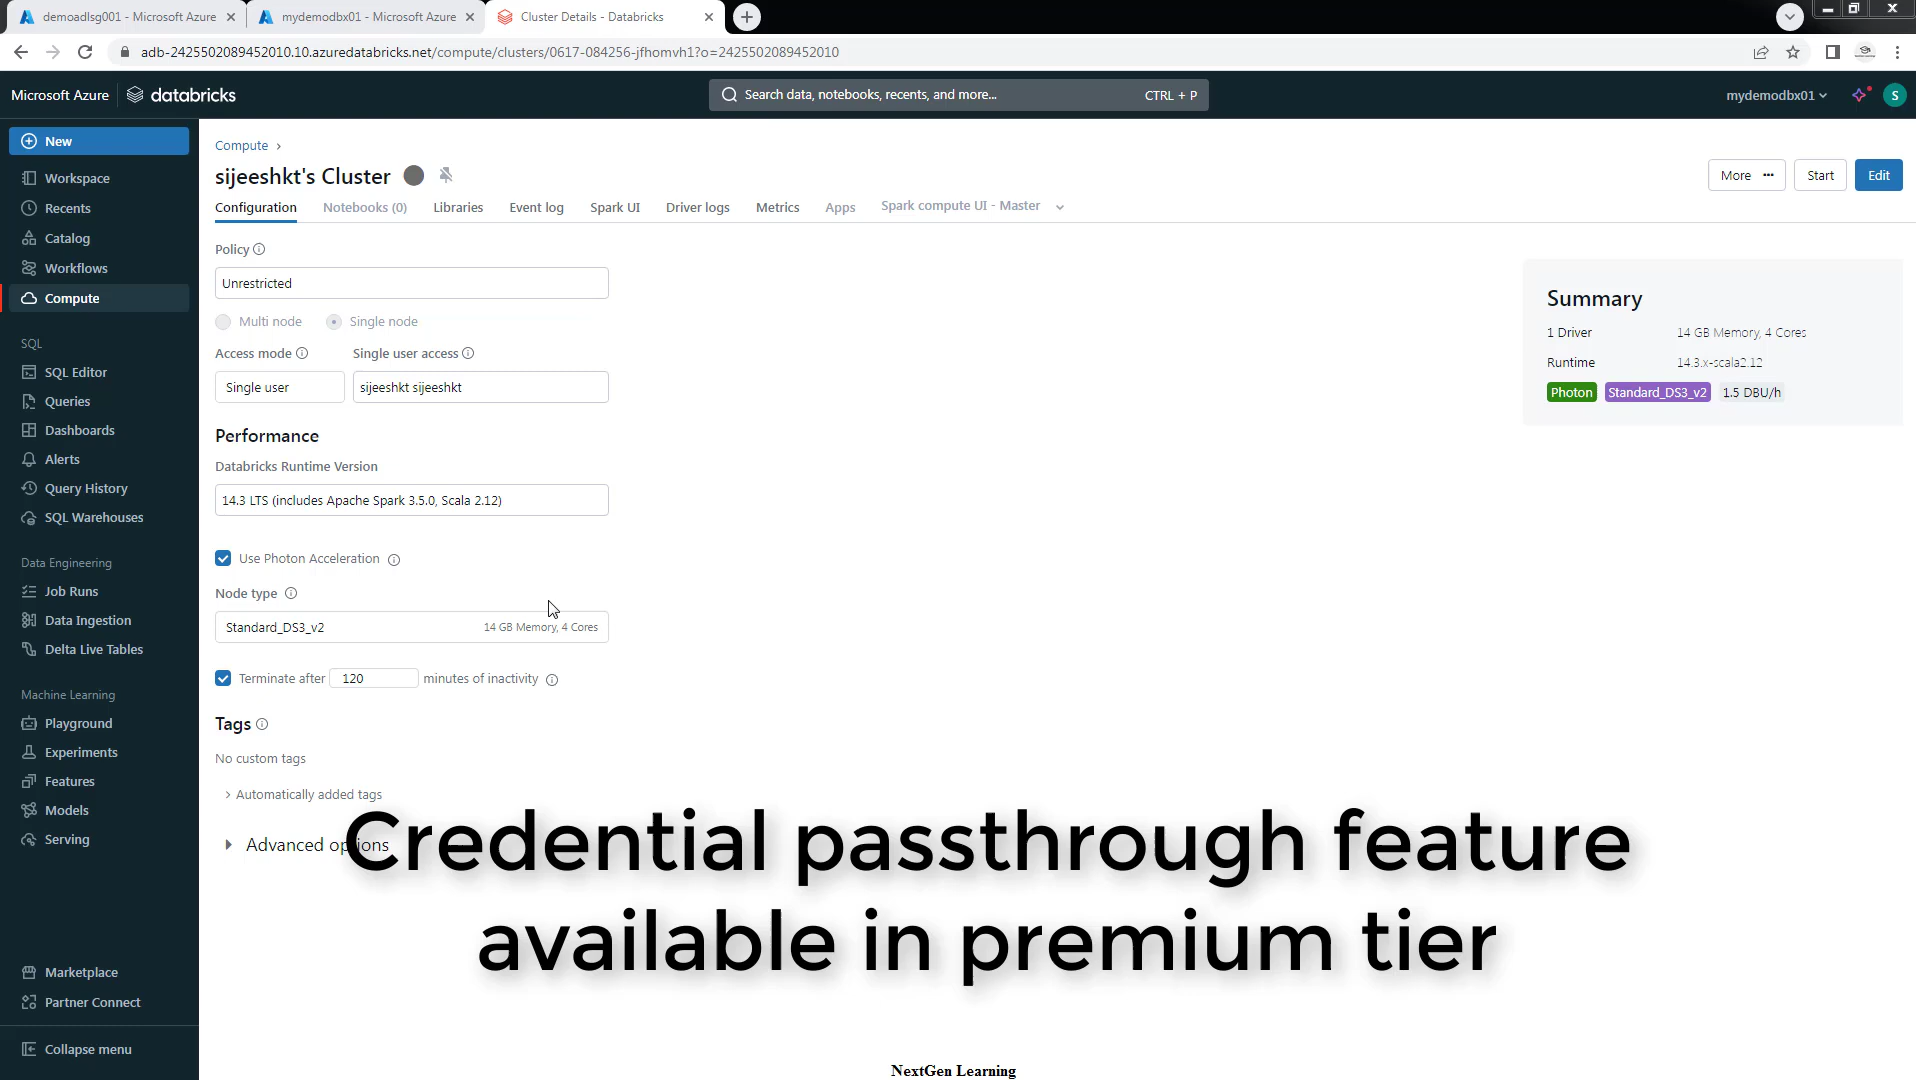 demoadlsg001 - Microsoft Azure
mydemodbx01 - Microsoft Azure
Cluster Details - Databricks
adb-2425502089452010.10.azuredatabricks.net/compute/clusters/0617-084256-jfhomvh1?o=2425502089452010
Microsoft Azure
databricks
Search data, notebooks, recents, and more...
CTRL + P
mydemodbx01
S
New
Workspace
Recents
Catalog
Workflows
Compute
SQL
SQL Editor
Queries
Dashboards
Alerts
Query History
SQL Warehouses
Data Engineering
Job Runs
Data Ingestion
Delta Live Tables
Machine Learning
Playground
Experiments
Features
Models
Serving
Marketplace
Partner Connect
Collapse menu
Compute
sijeeshkt's Cluster
More
Start
Edit
Configuration
Notebooks (0)
Libraries
Event log
Spark UI
Driver logs
Metrics
Apps
Spark compute UI - Master
Policy
Unrestricted
Multi node
Single node
Access mode
Single user access
Single user
sijeeshkt sijeeshkt
Performance
Databricks Runtime Version
14.3 LTS (includes Apache Spark 3.5.0, Scala 2.12)
Use Photon Acceleration
Node type
Standard_DS3_v2
14 GB Memory, 4 Cores
Terminate after 120 minutes of inactivity
Tags
No custom tags
Automatically added tags
Advanced options
Summary
1 Driver
14 GB Memory, 4 Cores
Runtime
14.3.x-scala2.12
Photon
Standard_DS3_v2
1.5 DBU/h
Credential passthrough feature
available in premium tier
NextGen Learning